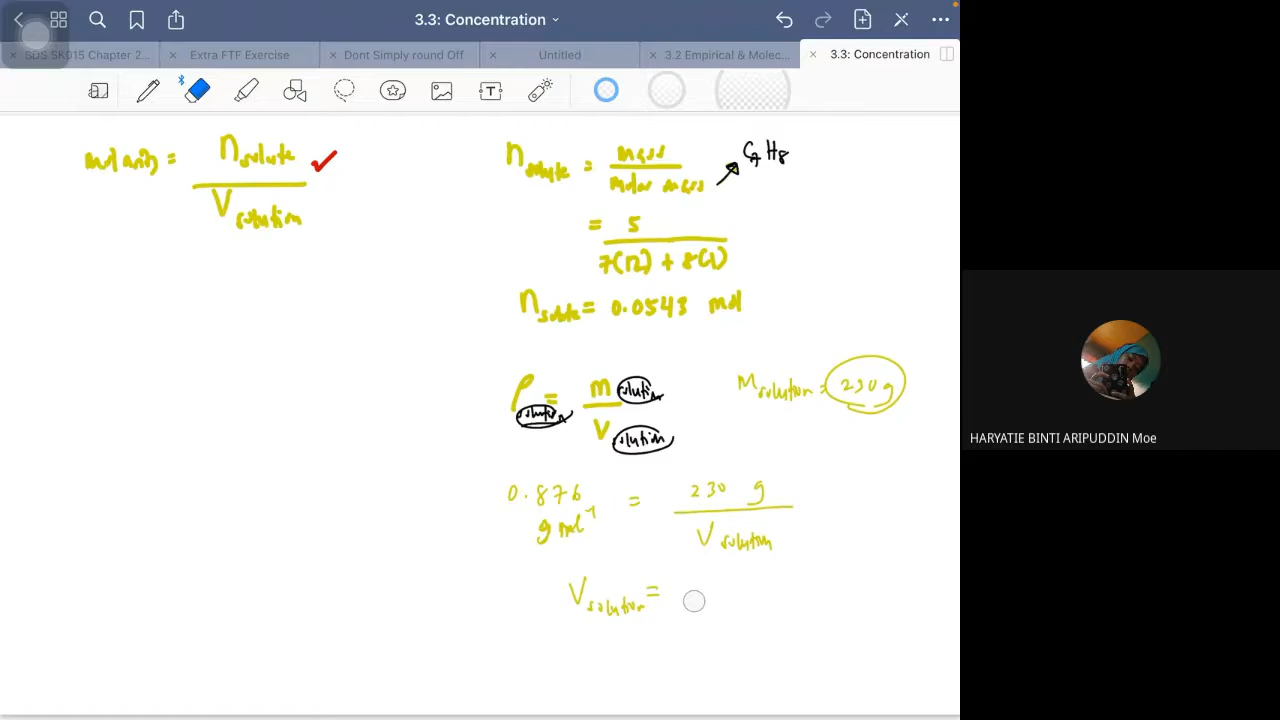 3.3: Concentration
BDS SK015 Chapter 2...
Extra FTF Exercise
Dont Simply round Off
Untitled
3.2 Empirical & Molec...
3.3: Concentration
molarity = n solute / V solution ✓
n solute = mass / molar mass → C7H8
= 5 / 7(12) + 8(1)
n solute = 0.0543 mol
ρ solution = m solution / V solution
M solution = 230 g
0.876 g ml⁻¹ = 230 g / V solution
V solution =
HARYATIE BINTI ARIPUDDIN Moe